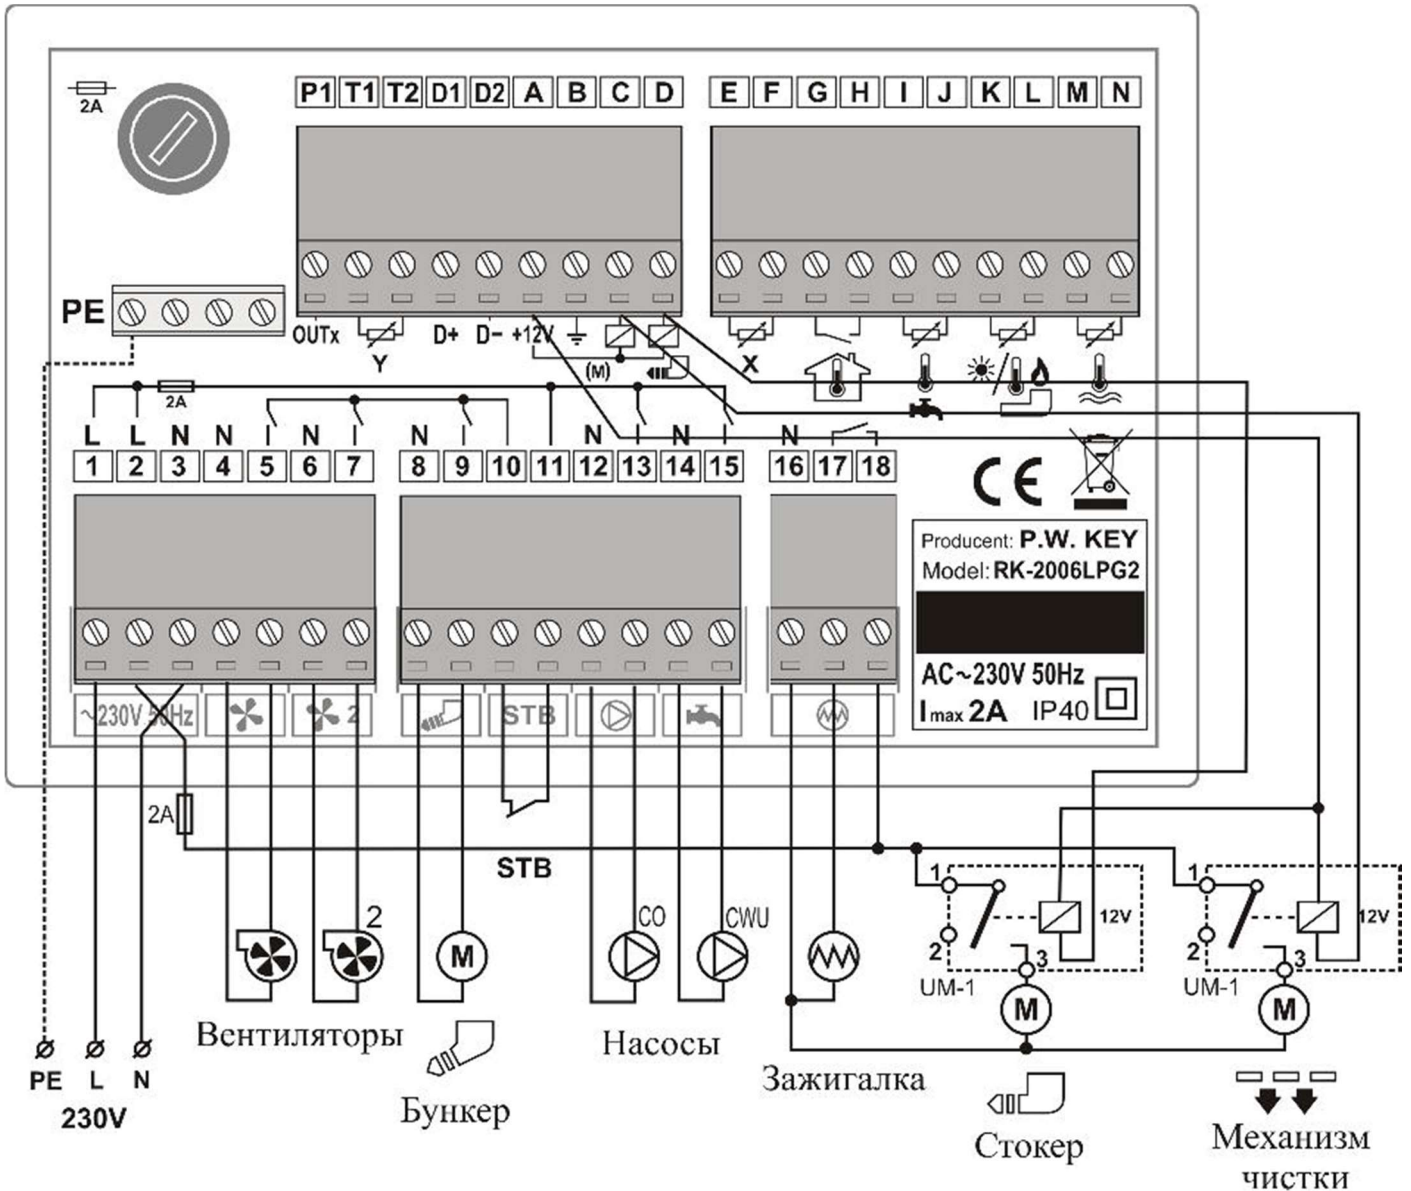 2A
P1 T1 T2 D1 D2 A B C D E F G H I J K L M N
PE
OUTx Y D+ D- +12V (M) X
2A
L L N N N N N N N
1 2 3 4 5 6 7 8 9 10 11 12 13 14 15 16 17 18
CE
Producent: P.W. KEY
Model: RK-2006LPG2
AC~230V 50Hz
Imax 2A IP40
~230V 50Hz 2 STB
2A
STB
2 M CO CWU
1 2 3 12V 1 2 3 12V
UM-1 UM-1
M M
Вентиляторы
Насосы
Зажигалка
PE L N
230V
Бункер
Стокер
Механизм
чистки